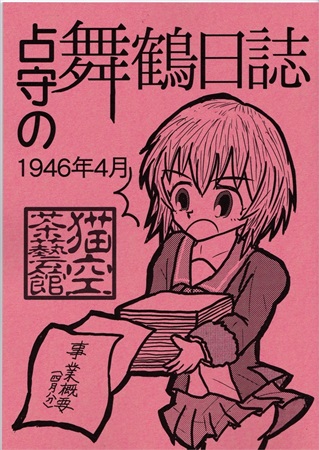 占守の
舞鶴日誌
1946年4月
猫空
茶藝館
事業概要
(四月分)